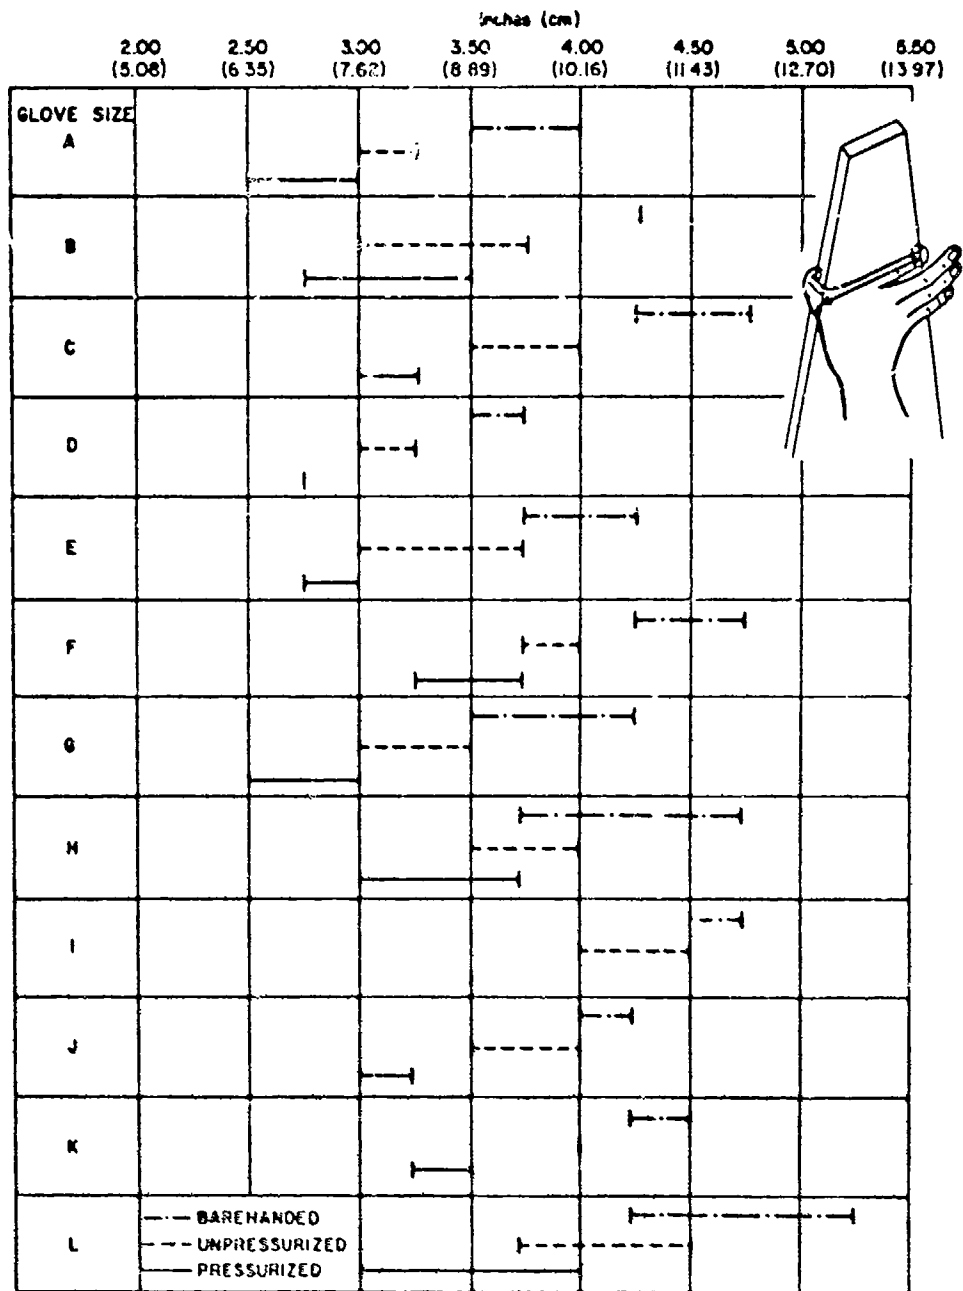 Inches (cm)
2.00 2.50 3.00 3.50 4.00 4.50 5.00 5.50
(5.08) (6.35) (7.62) (8.89) (10.16) (11.43) (12.70) (13.97)
GLOVE SIZE
A
B
C
D
E
F
G
H
I
J
K
L
BAREHANDED
UNPRESSURIZED
PRESSURIZED